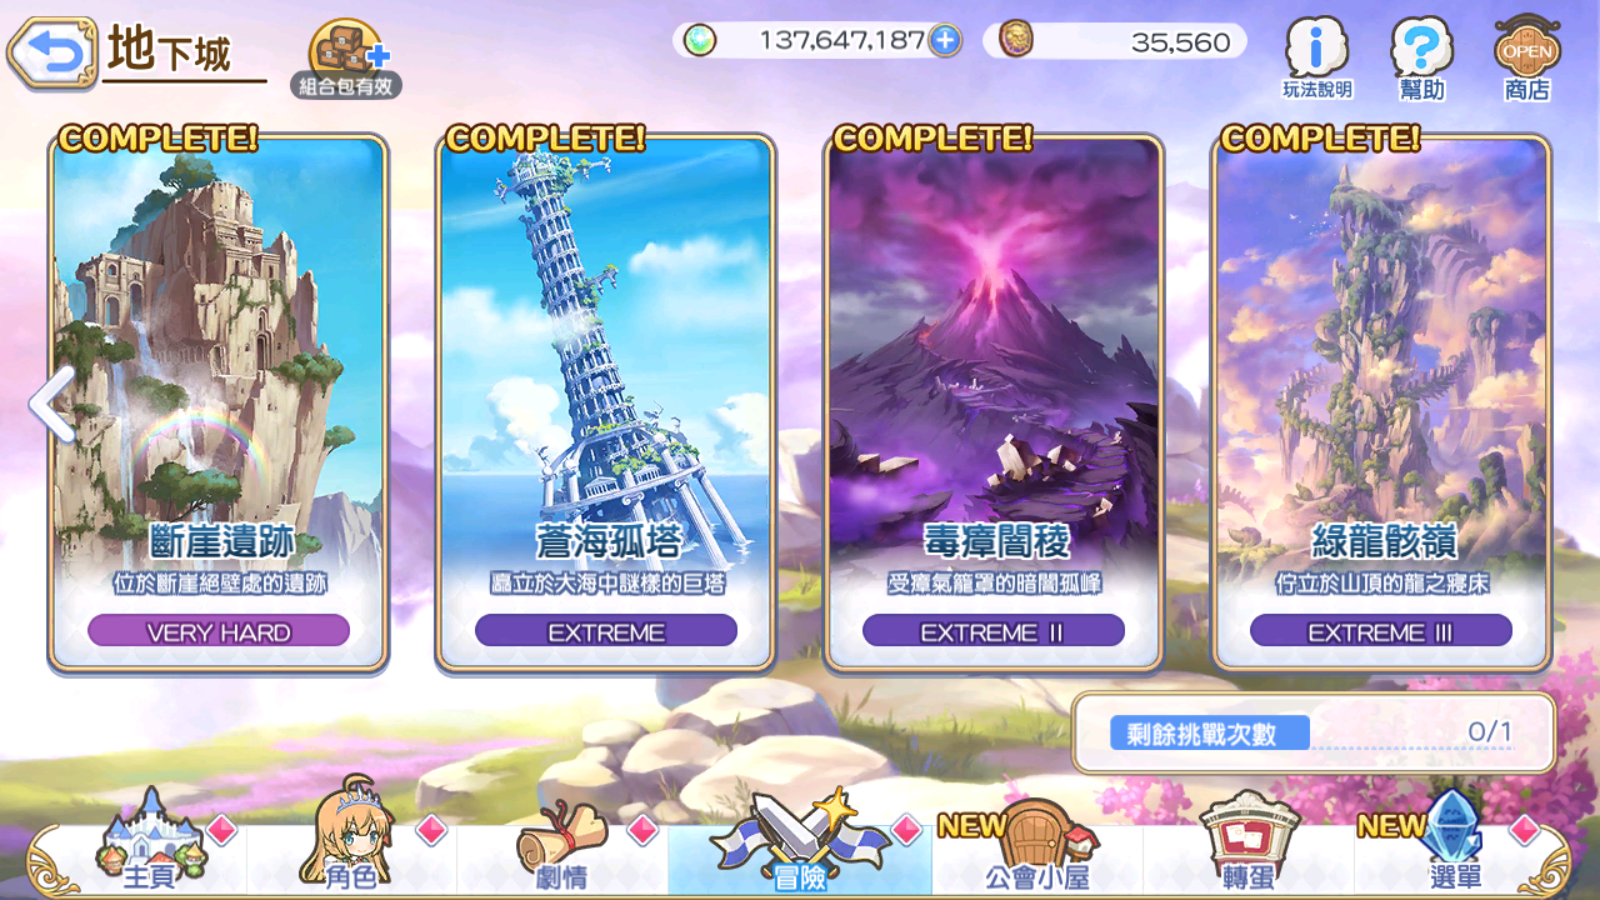 地下城
組合包有效
137,647,187
35,560
玩法說明
幫助
OPEN
商店
COMPLETE!
COMPLETE!
COMPLETE!
COMPLETE!
斷崖遺跡
位於斷崖絕壁處的遺跡
VERY HARD
蒼海孤塔
矗立於大海中謎樣的巨塔
EXTREME
毒瘴闇稜
受瘴氣籠罩的暗闇孤峰
EXTREME II
綠龍骸嶺
佇立於山頂的龍之寢床
EXTREME III
剩餘挑戰次數
0/1
主頁
角色
劇情
冒險
NEW
公會小屋
轉蛋
NEW
選單